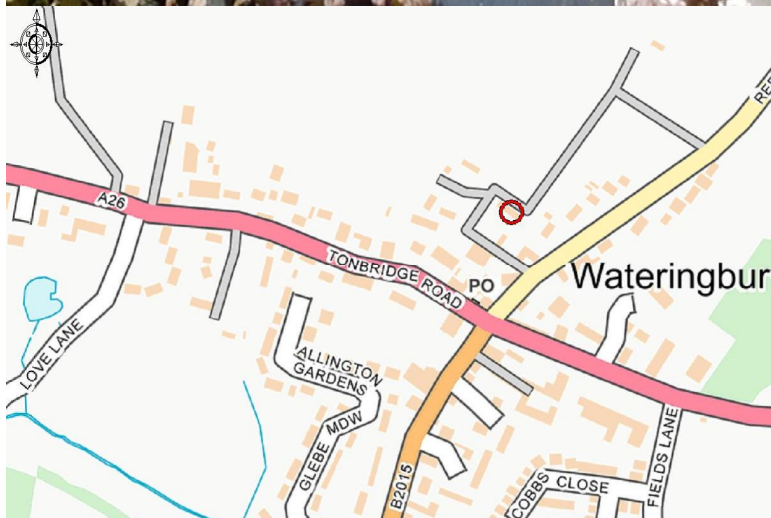 A26
TONBRIDGE ROAD
PO
Wateringbur
LOVE LANE
ALLINGTON
GARDENS
GLEBE MDW
B2015
COBBS CLOSE
FIELDS LANE